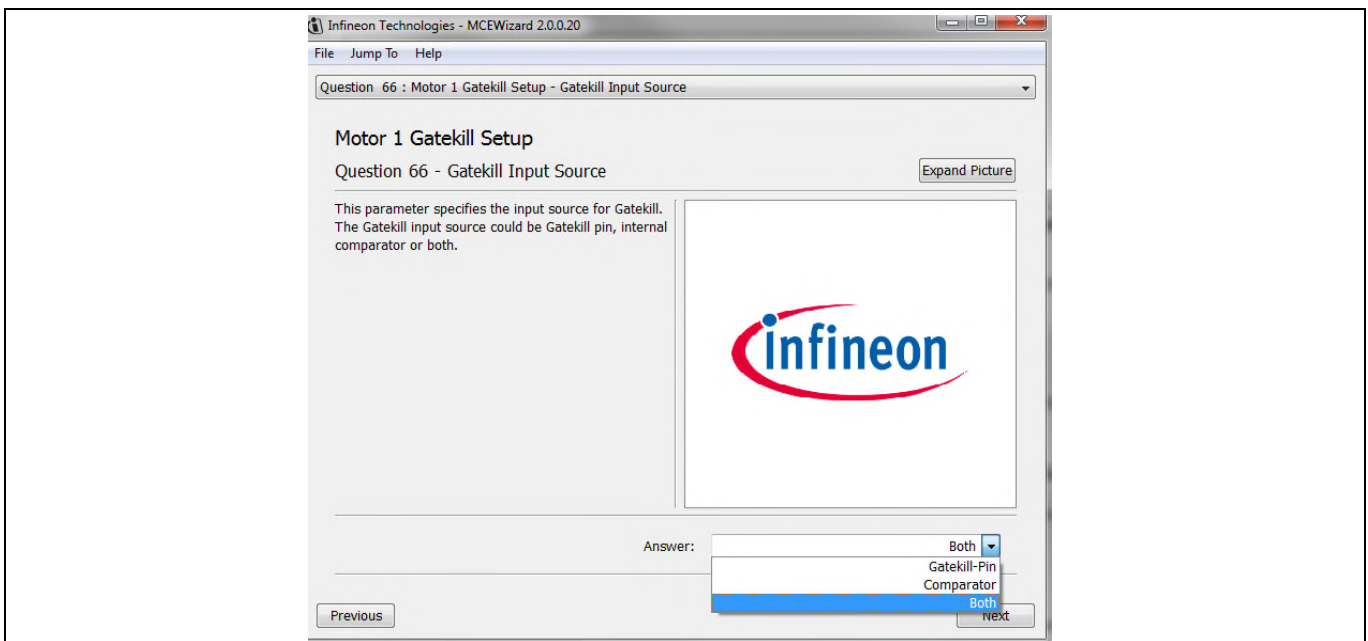 Infineon Technologies - MCEWizard 2.0.0.20
File Jump To Help
Question 66 : Motor 1 Gatekill Setup - Gatekill Input Source
Motor 1 Gatekill Setup
Question 66 - Gatekill Input Source
Expand Picture
This parameter specifies the input source for Gatekill.
The Gatekill input source could be Gatekill pin, internal
comparator or both.
infineon
Answer:
Both
Gatekill-Pin
Comparator
Both
Previous
Next